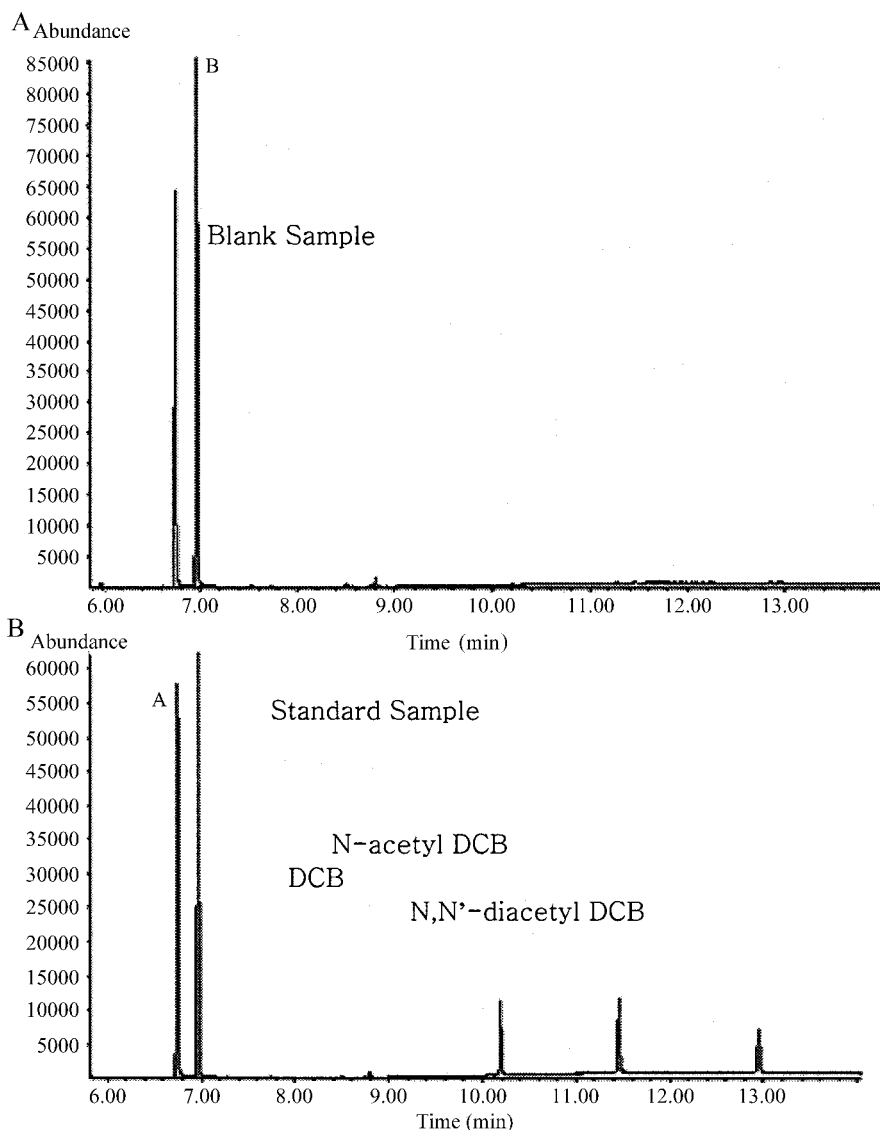 A Abundance
85000
B
80000
75000
70000
65000
60000
Blank Sample
55000
50000
45000
40000
35000
30000
25000
20000
15000
10000
5000
6.00 7.00 8.00 9.00 10.00 11.00 12.00 13.00
Time (min)
B Abundance
60000
A
55000
Standard Sample
50000
45000
40000
35000
N-acetyl DCB
30000
DCB
25000
N,N'-diacetyl DCB
20000
15000
10000
5000
6.00 7.00 8.00 9.00 10.00 11.00 12.00 13.00
Time (min)